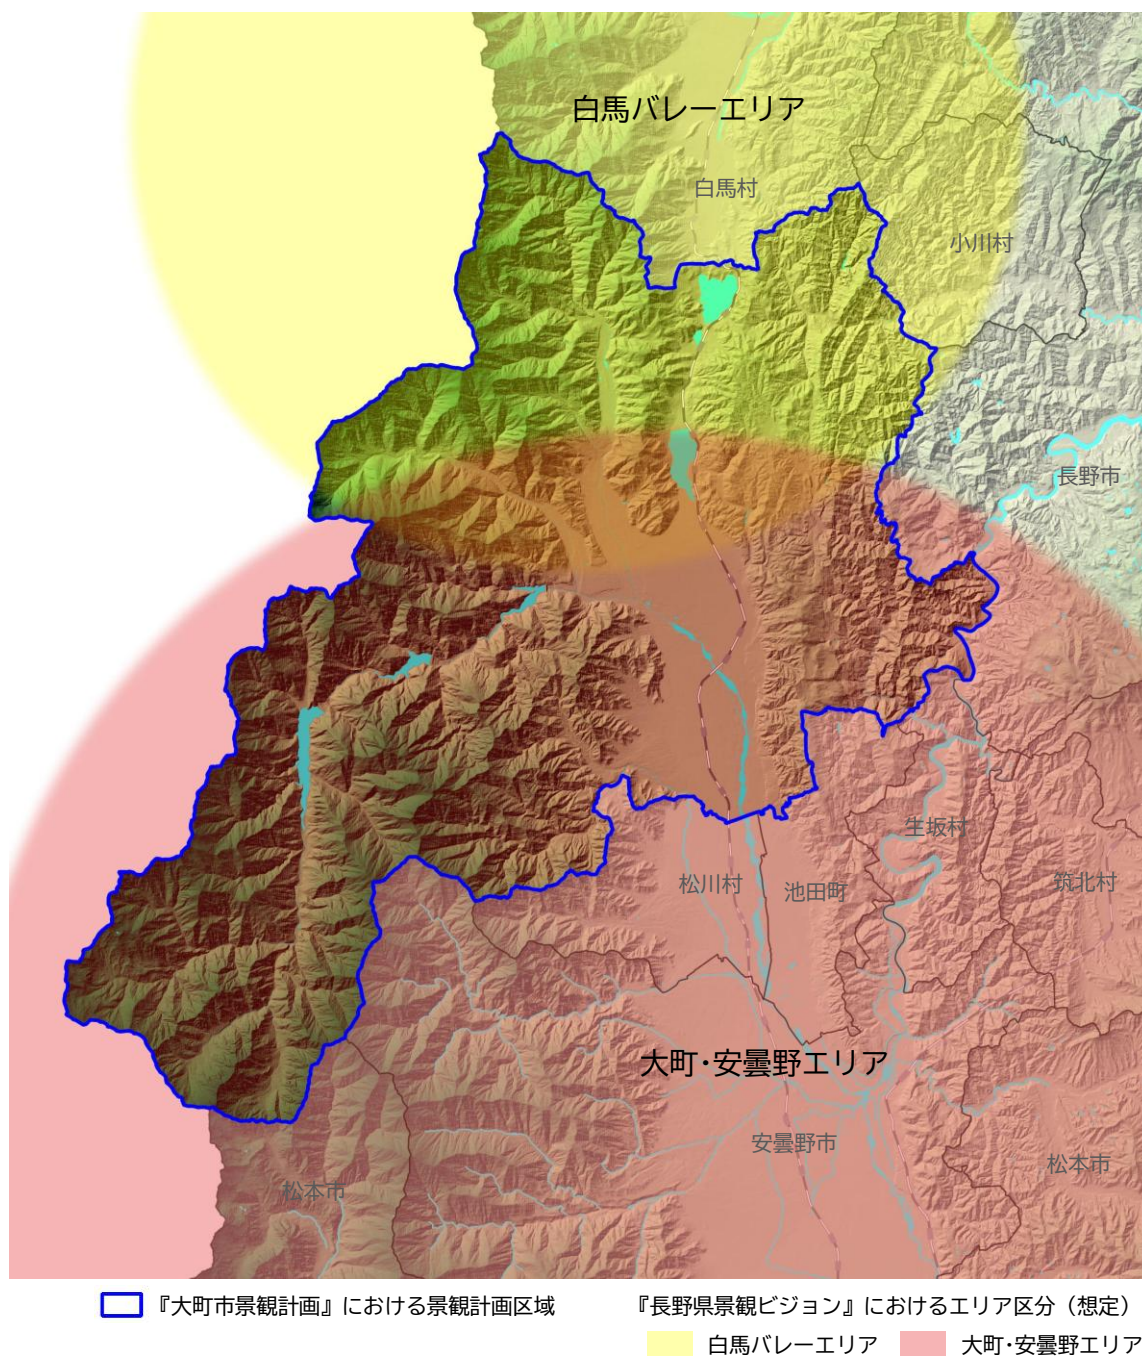 白馬バレーエリア
白馬村
小川村
長野市
生坂村
松川村
池田町
筑北村
大町・安曇野エリア
安曇野市
松本市
松本市
『大町市景観計画』における景観計画区域
『長野県景観ビジョン』におけるエリア区分（想定）
白馬バレーエリア 大町・安曇野エリア